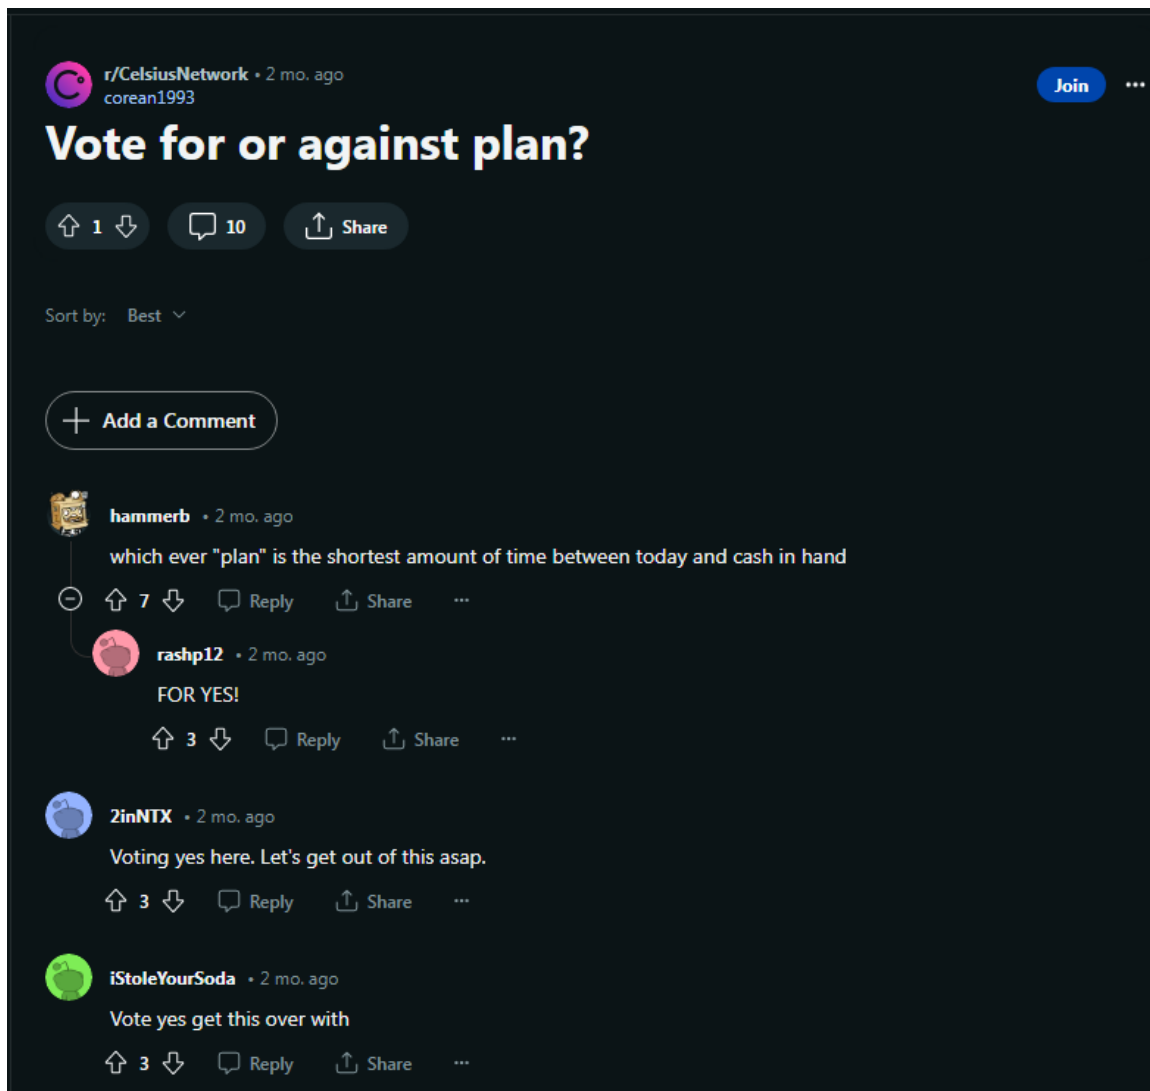 r/CelsiusNetwork • 2 mo. ago
corean1993
Join
Vote for or against plan?
1
10
Share
Sort by: Best
Add a Comment
hammerb • 2 mo. ago
which ever "plan" is the shortest amount of time between today and cash in hand
7 Reply Share
rashp12 • 2 mo. ago
FOR YES!
3 Reply Share
2inNTX • 2 mo. ago
Voting yes here. Let's get out of this asap.
3 Reply Share
iStoleYourSoda • 2 mo. ago
Vote yes get this over with
3 Reply Share